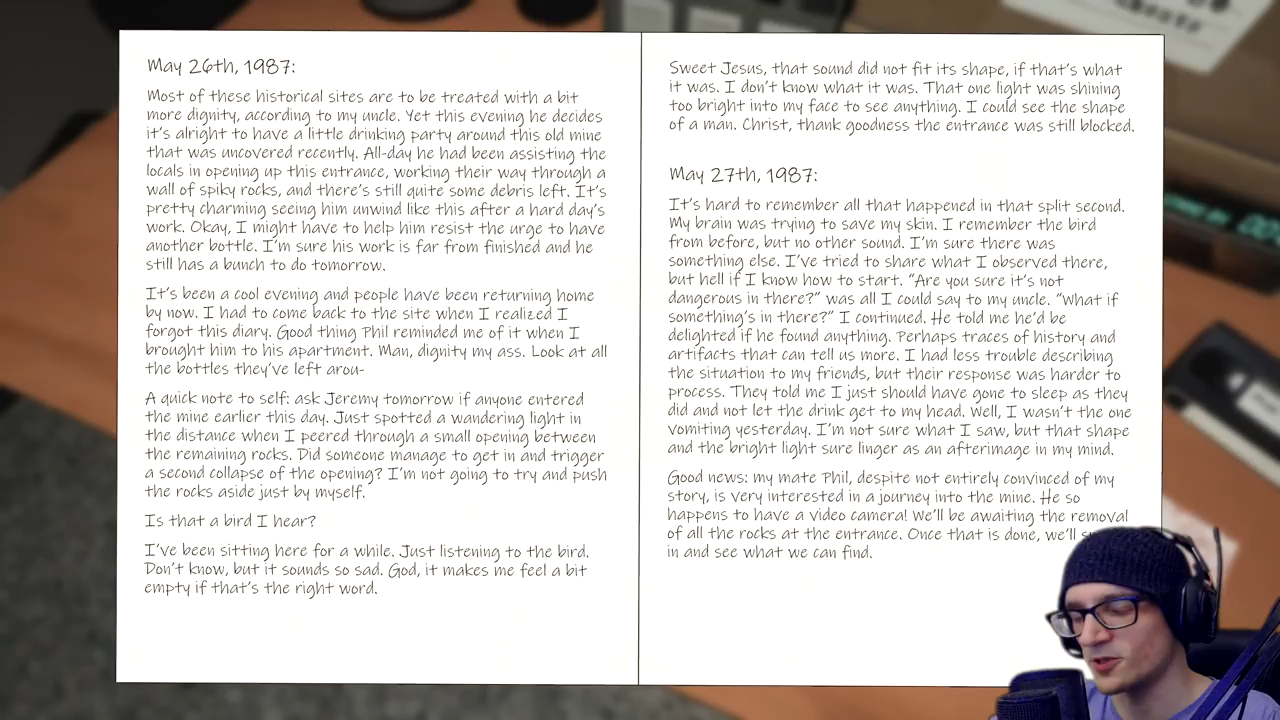 May 26th, 1987:
Most of these historical sites are to be treated with a bit
more dignity, according to my uncle. Yet this evening he decides
it's alright to have a little drinking party around this old mine
that was uncovered recently. All-day he had been assisting the
locals in opening up this entrance, working their way through a
wall of spiky rocks, and there's still quite some debris left. It's
pretty charming seeing him unwind like this after a hard day's
work. Okay, I might have to help him resist the urge to have
another bottle. I'm sure his work is far from finished and he
still has a bunch to do tomorrow.
It's been a cool evening and people have been returning home
by now. I had to come back to the site when I realized I
forgot this diary. Good thing Phil reminded me of it when I
brought him to his apartment. Man, dignity my ass. Look at all
the bottles they've left arou-
A quick note to self: ask Jeremy tomorrow if anyone entered
the mine earlier this day. Just spotted a wandering light in
the distance when I peered through a small opening between
the remaining rocks. Did someone manage to get in and trigger
a second collapse of the opening? I'm not going to try and push
the rocks aside just by myself.
Is that a bird I hear?
I've been sitting here for a while. Just listening to the bird.
Don't know, but it sounds so sad. God, it makes me feel a bit
empty if that's the right word.
Sweet Jesus, that sound did not fit its shape, if that's what
it was. I don't know what it was. That one light was shining
too bright into my face to see anything. I could see the shape
of a man. Christ, thank goodness the entrance was still blocked.
May 27th, 1987:
It's hard to remember all that happened in that split second.
My brain was trying to save my skin. I remember the bird
from before, but no other sound. I'm sure there was
something else. I've tried to share what I observed there,
but hell if I know how to start. "Are you sure it's not
dangerous in there?" was all I could say to my uncle. "What if
something's in there?" I continued. He told me he'd be
delighted if he found anything. Perhaps traces of history and
artifacts that can tell us more. I had less trouble describing
the situation to my friends, but their response was harder to
process. They told me I just should have gone to sleep as they
did and not let the drink get to my head. Well, I wasn't the one
vomiting yesterday. I'm not sure what I saw, but that shape
and the bright light sure linger as an afterimage in my mind.
Good news: my mate Phil, despite not entirely convinced of my
story, is very interested in a journey into the mine. He so
happens to have a video camera! We'll be awaiting the removal
of all the rocks at the entrance. Once that is done, we'll
in and see what we can find.